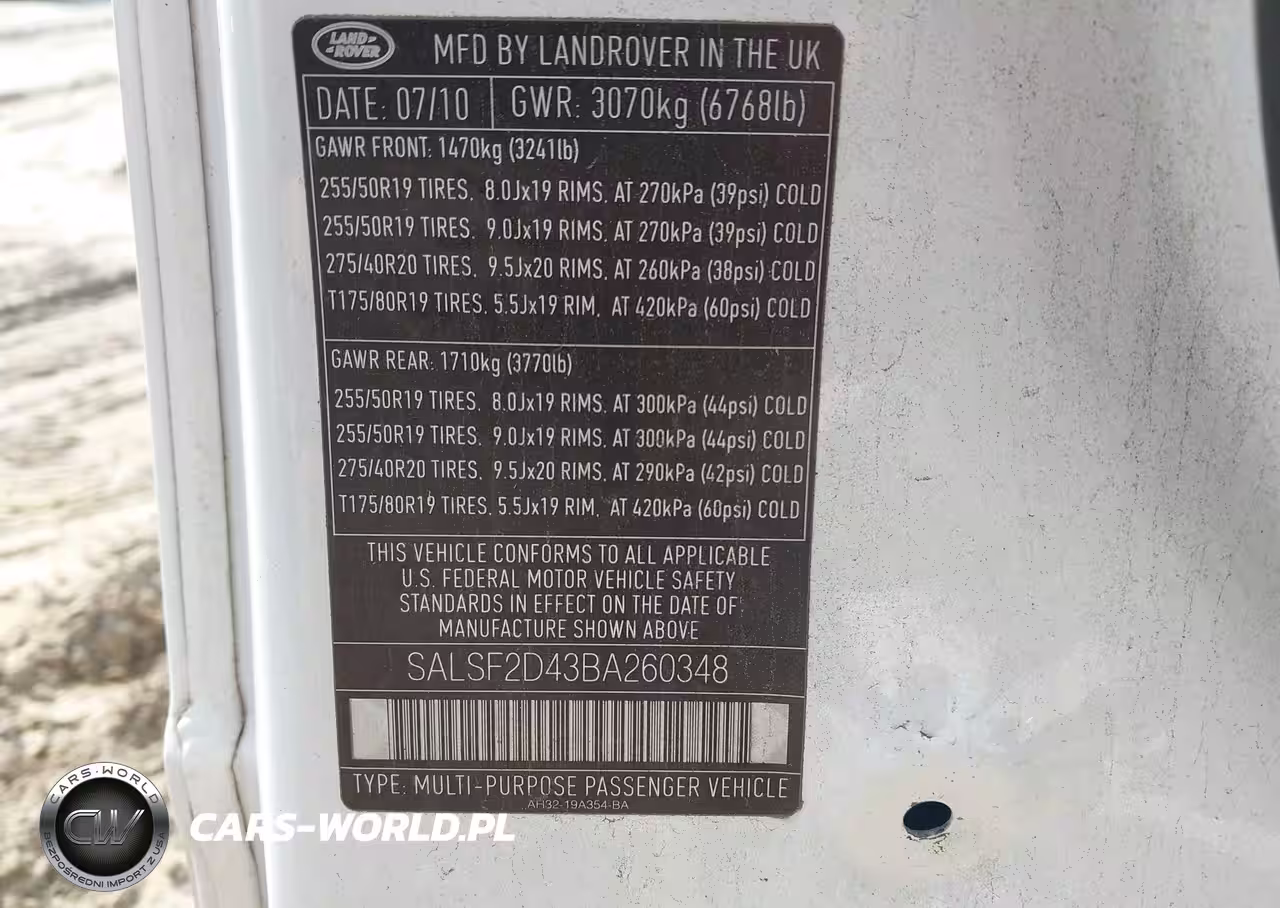 LAND-ROVER
MFD BY LANDROVER IN THE UK
DATE: 07/10 GWR: 3070kg (6768lb)
GAWR FRONT: 1470kg (3241lb)
255/50R19 TIRES, 8.0Jx19 RIMS, AT 270kPa (39psi) COLD
255/50R19 TIRES, 9.0Jx19 RIMS, AT 270kPa (39psi) COLD
275/40R20 TIRES, 9.5Jx20 RIMS, AT 260kPa (38psi) COLD
T175/80R19 TIRES, 5.5Jx19 RIM, AT 420kPa (60psi) COLD
GAWR REAR: 1710kg (3770lb)
255/50R19 TIRES, 8.0Jx19 RIMS, AT 300kPa (44psi) COLD
255/50R19 TIRES, 9.0Jx19 RIMS, AT 300kPa (44psi) COLD
275/40R20 TIRES, 9.5Jx20 RIMS, AT 290kPa (42psi) COLD
T175/80R19 TIRES, 5.5Jx19 RIM, AT 420kPa (60psi) COLD
THIS VEHICLE CONFORMS TO ALL APPLICABLE
U.S. FEDERAL MOTOR VEHICLE SAFETY
STANDARDS IN EFFECT ON THE DATE OF
MANUFACTURE SHOWN ABOVE
SALSF2D43BA260348
TYPE: MULTI-PURPOSE PASSENGER VEHICLE
AH32-19A354-BA
CARS-WORLD
CW
BEZPOŚREDNI IMPORT Z USA
CARS-WORLD.PL